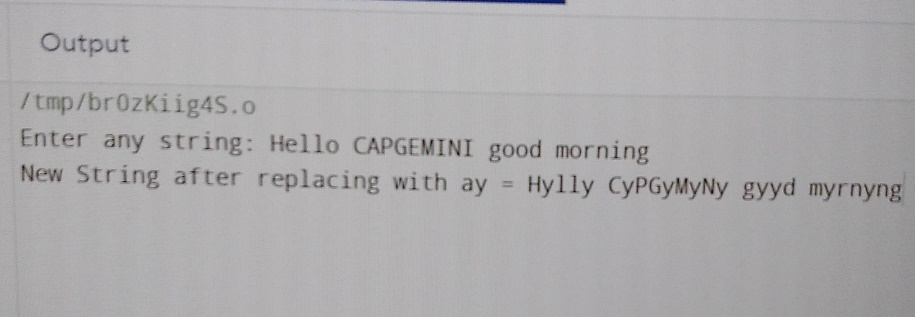 Output
/tmp/br0zKiig4S.o
Enter any string: Hello CAPGEMINI good morning
New String after replacing with ay = Hylly CyPGyMyNy gyyd myrnyng